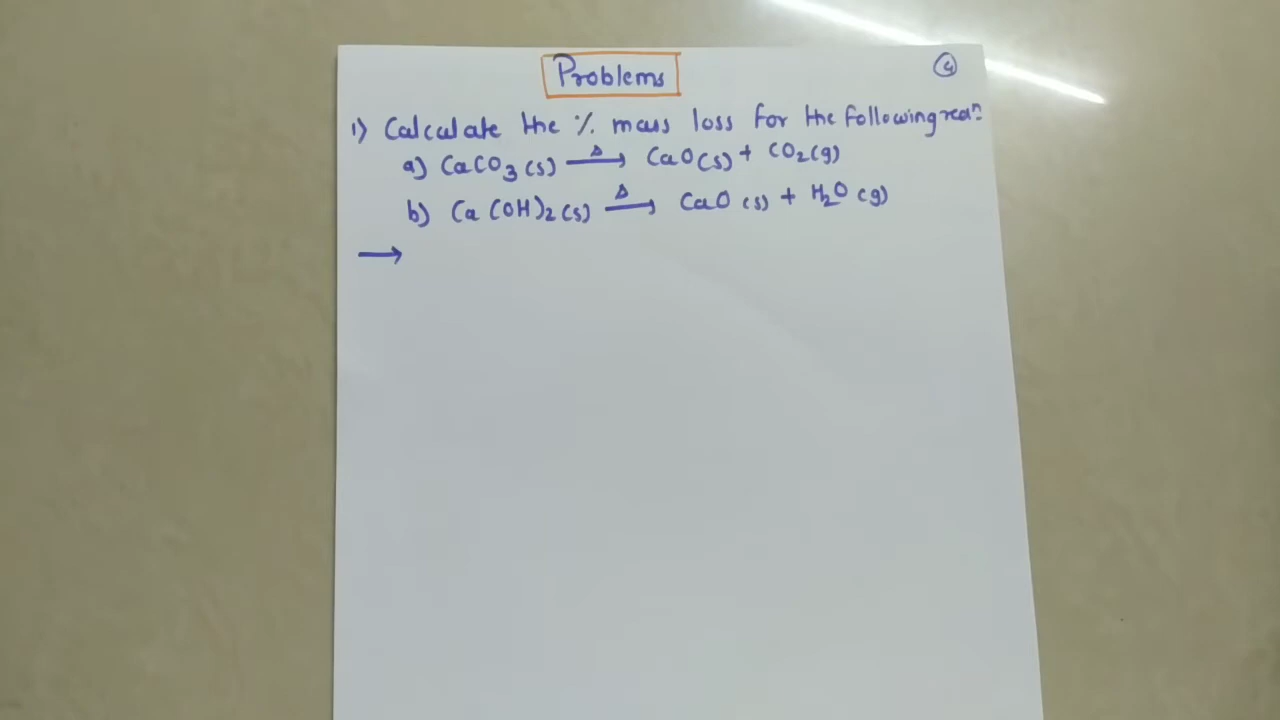 Problems
4
1) Calculate the % mass loss for the following reaⁿ
a) CaCO₃(s) —Δ→ CaO(s) + CO₂(g)
b) Ca(OH)₂(s) —Δ→ CaO(s) + H₂O(g)
→